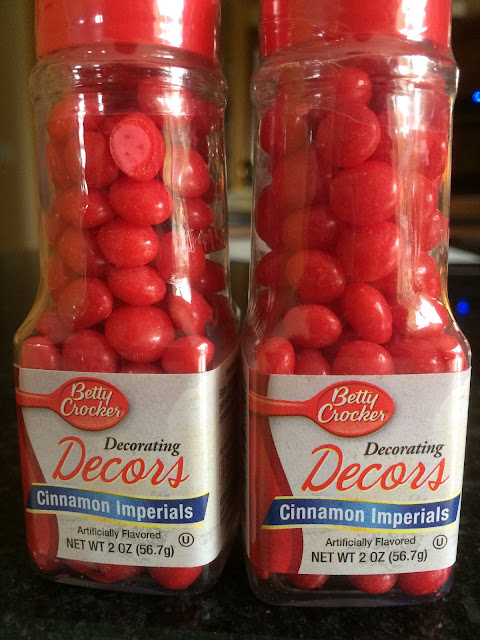 Betty
Crocker
Decorating
Decors
Cinnamon Imperials
Artificially Flavored
U
NET WT 2 OZ (56.7g)
Betty
Crocker
Decorating
Decors
Cinnamon Imperials
Artificially Flavored
U
NET WT 2 OZ (56.7g)